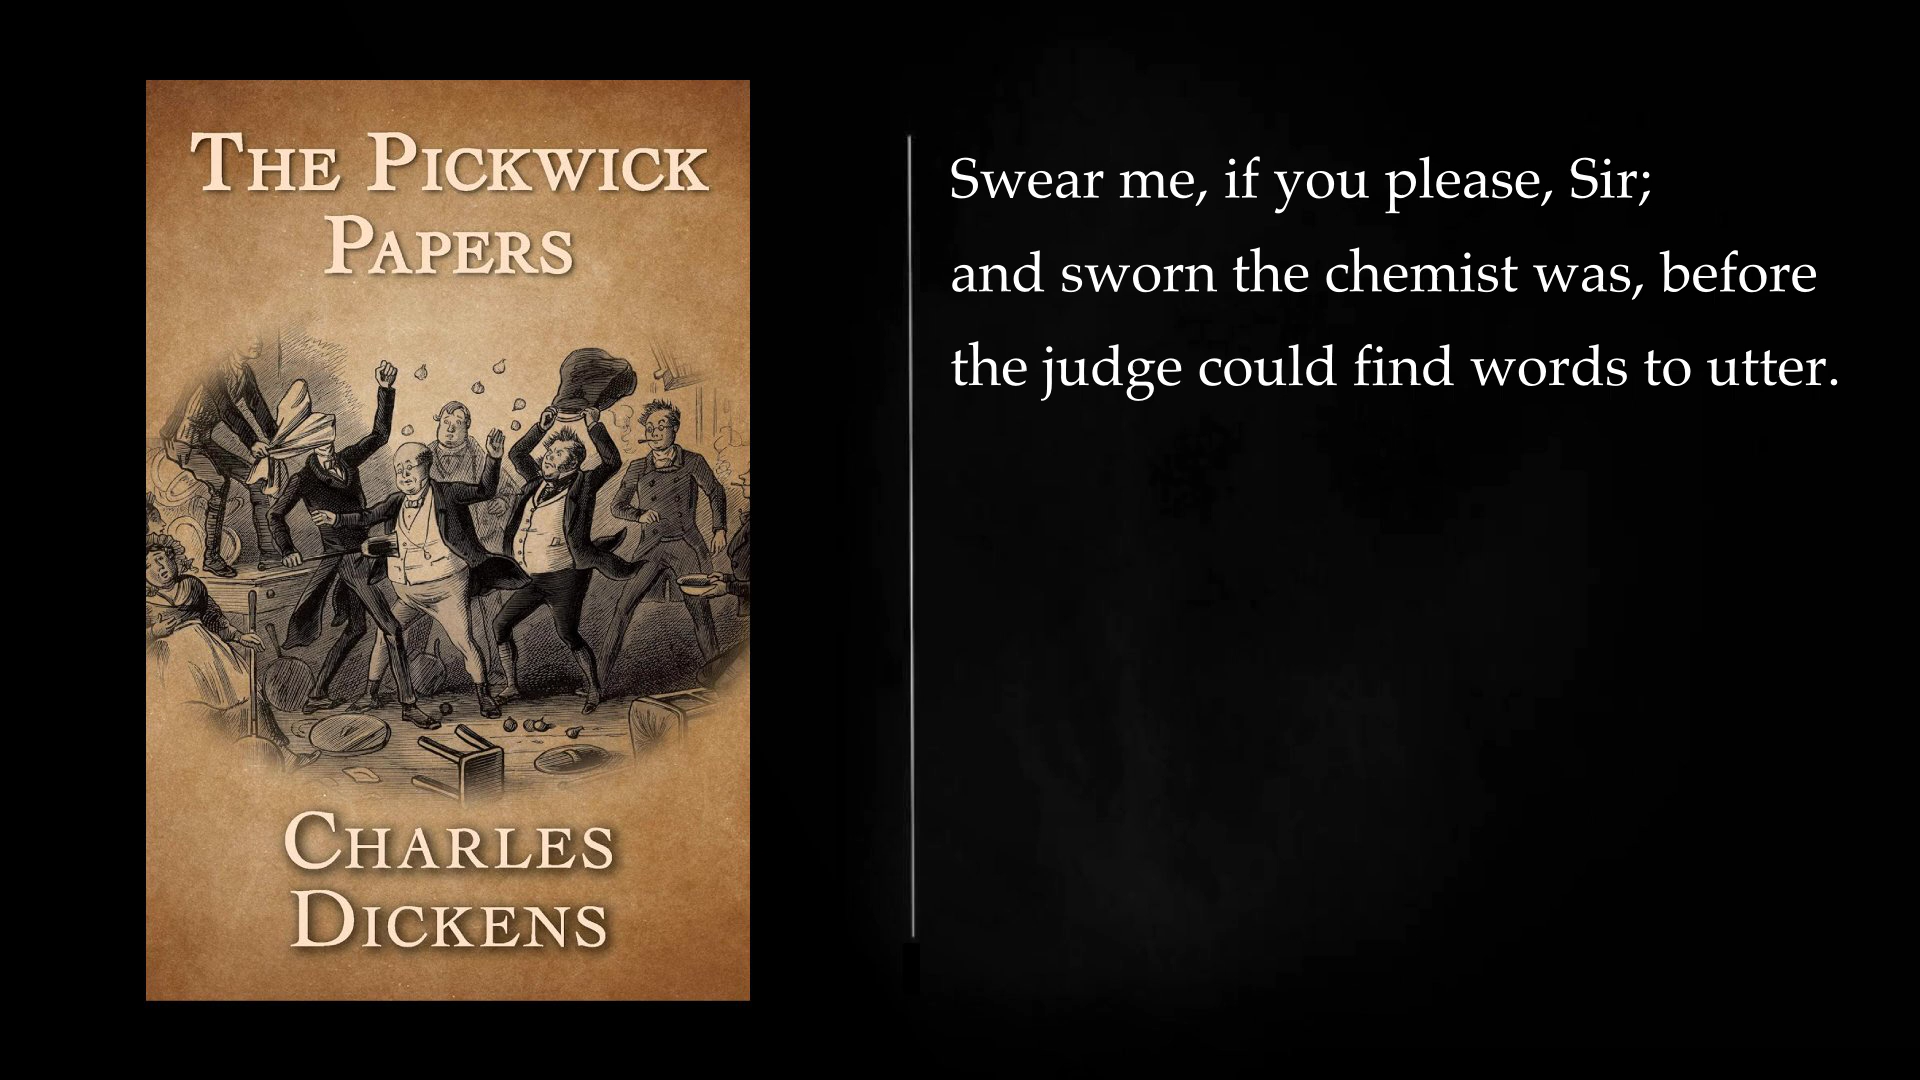 The Pickwick
Papers
Charles
Dickens
Swear me, if you please, Sir;
and sworn the chemist was, before
the judge could find words to utter.